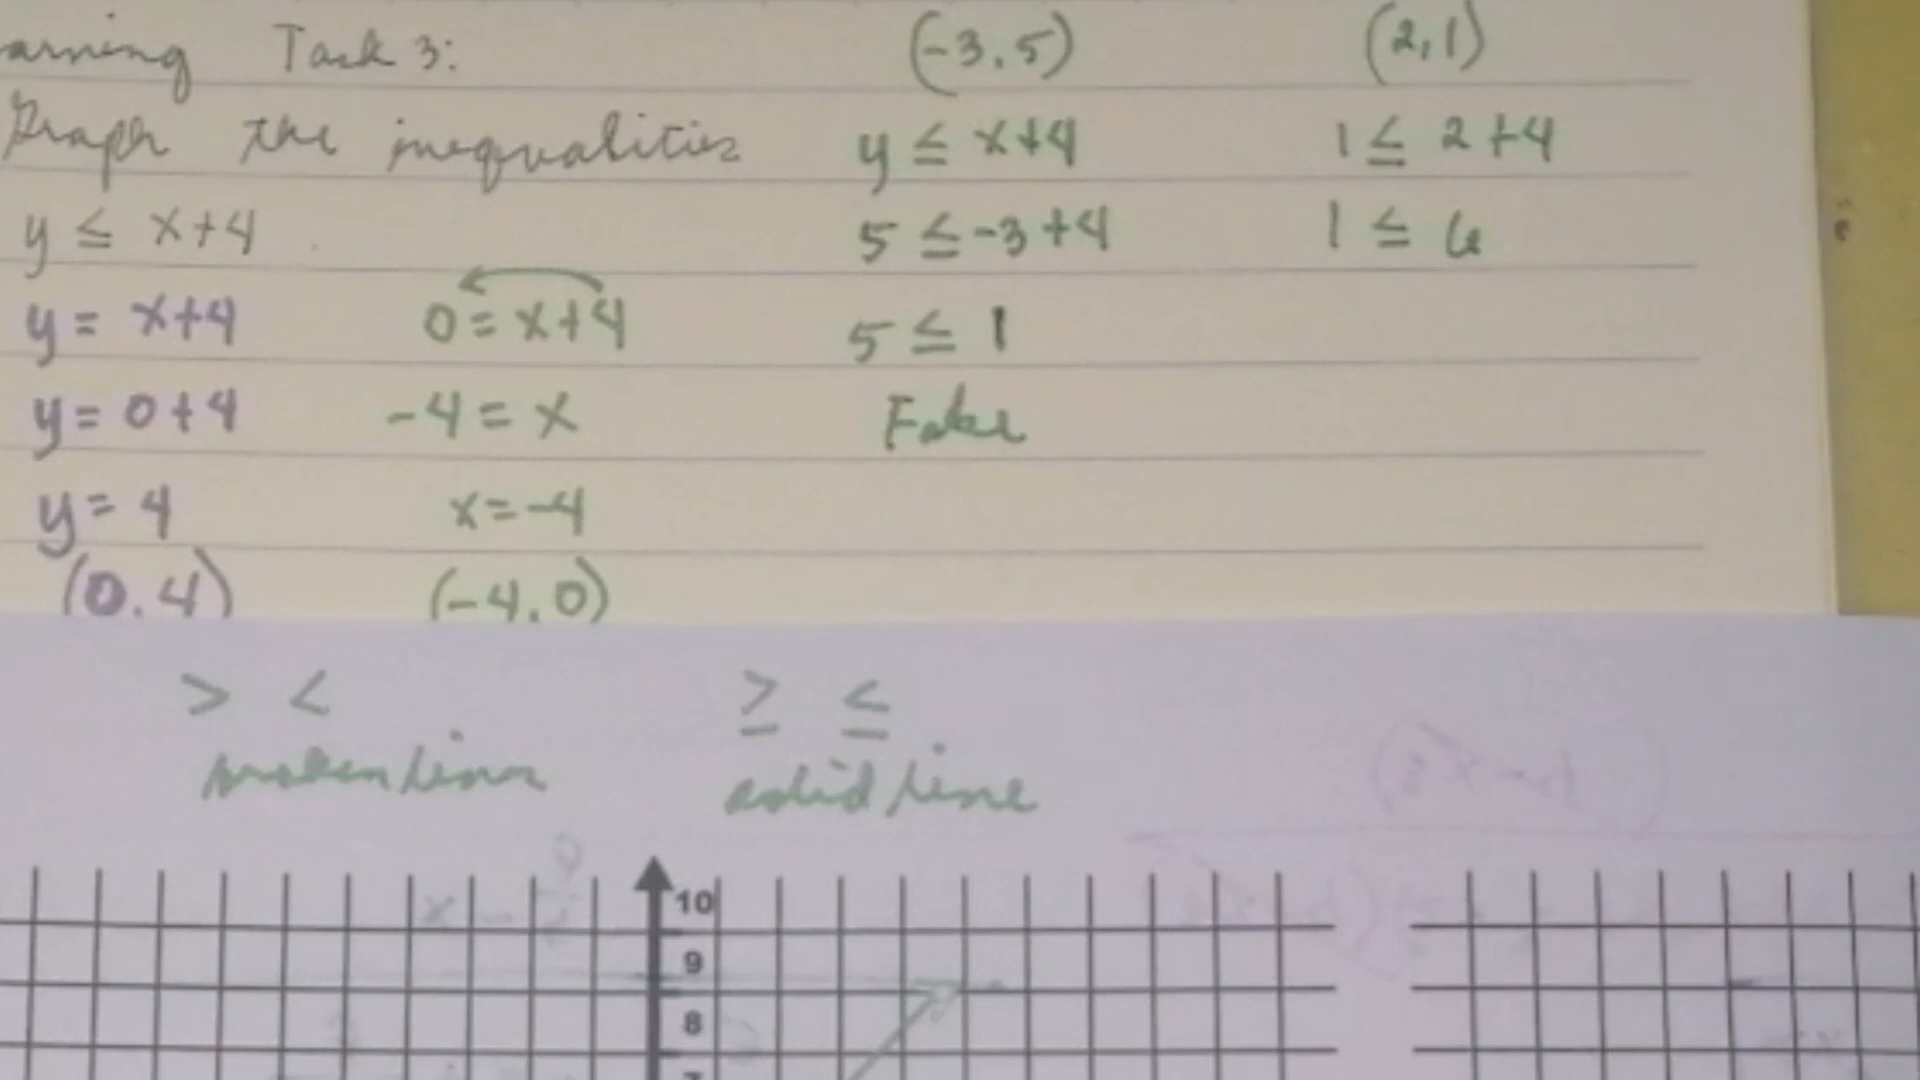 arning Task 3:
Graph the inequalities
y ≤ x+4
y = x+4
y = 0+4
y = 4
(0,4)
0 = x+4
-4 = x
x = -4
(-4,0)
(-3,5)
y ≤ x+4
5 ≤ -3+4
5 ≤ 1
False
(2,1)
1 ≤ 2+4
1 ≤ 6
> <
broken line
≥ ≤
solid line
10
9
8
7